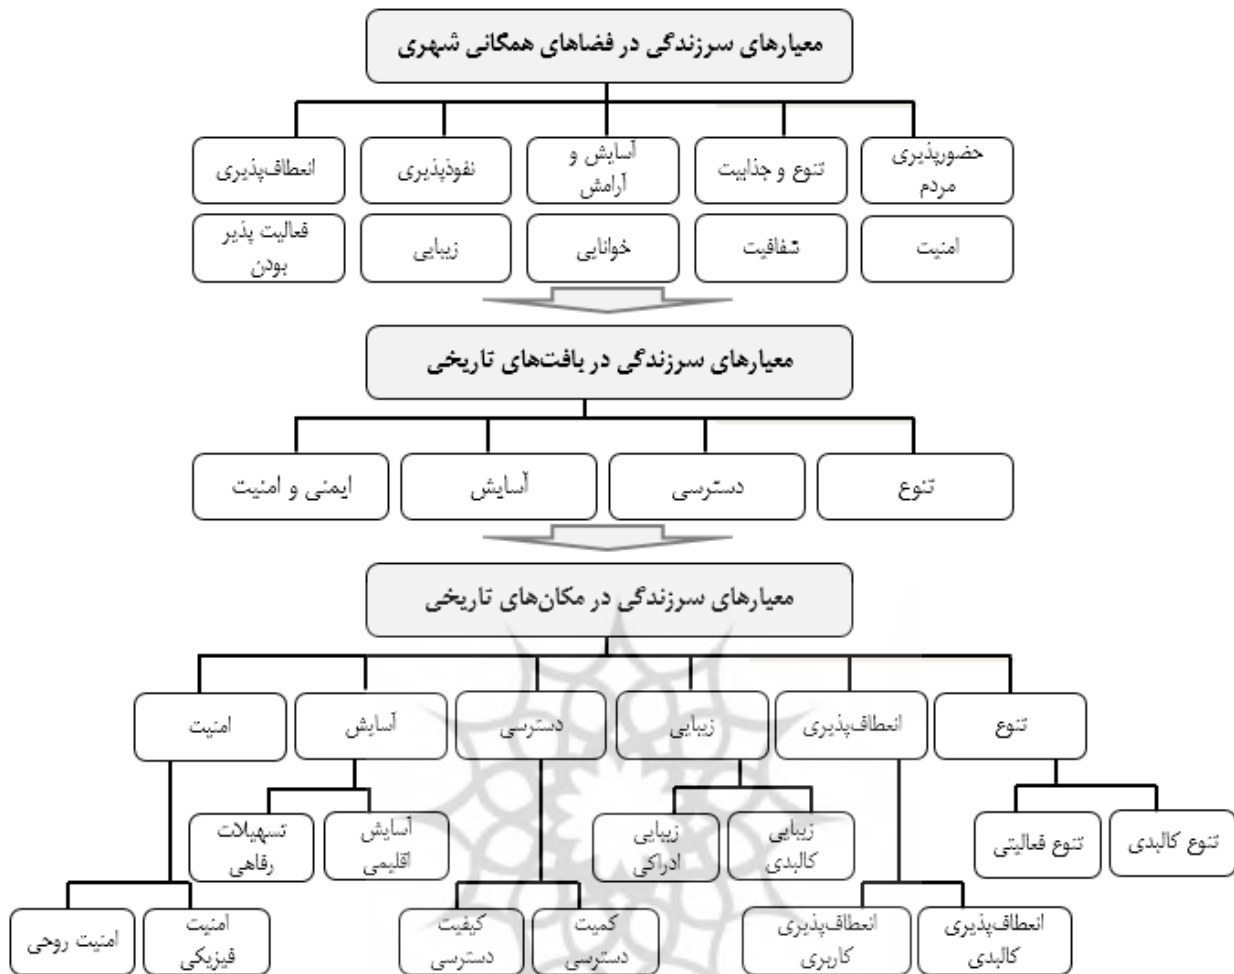 معیارهای سرزندگی در فضاهای همگانی شهری
حضورپذیری
مردم
تنوع و جذابیت
آسایش و
آرامش
نفوذپذیری
انعطاف‌پذیری
امنیت
شفافیت
خوانایی
زیبایی
فعالیت پذیر
بودن
معیارهای سرزندگی در بافت‌های تاریخی
تنوع
دسترسی
آسایش
ایمنی و امنیت
معیارهای سرزندگی در مکان‌های تاریخی
تنوع
انعطاف‌پذیری
زیبایی
دسترسی
آسایش
امنیت
تنوع کالبدی
تنوع فعالیتی
زیبایی
کالبدی
زیبایی
ادراکی
آسایش
اقلیمی
تسهیلات
رفاهی
انعطاف‌پذیری
کالبدی
انعطاف‌پذیری
کاربری
کمیت
دسترسی
کیفیت
دسترسی
امنیت
فیزیکی
امنیت روحی